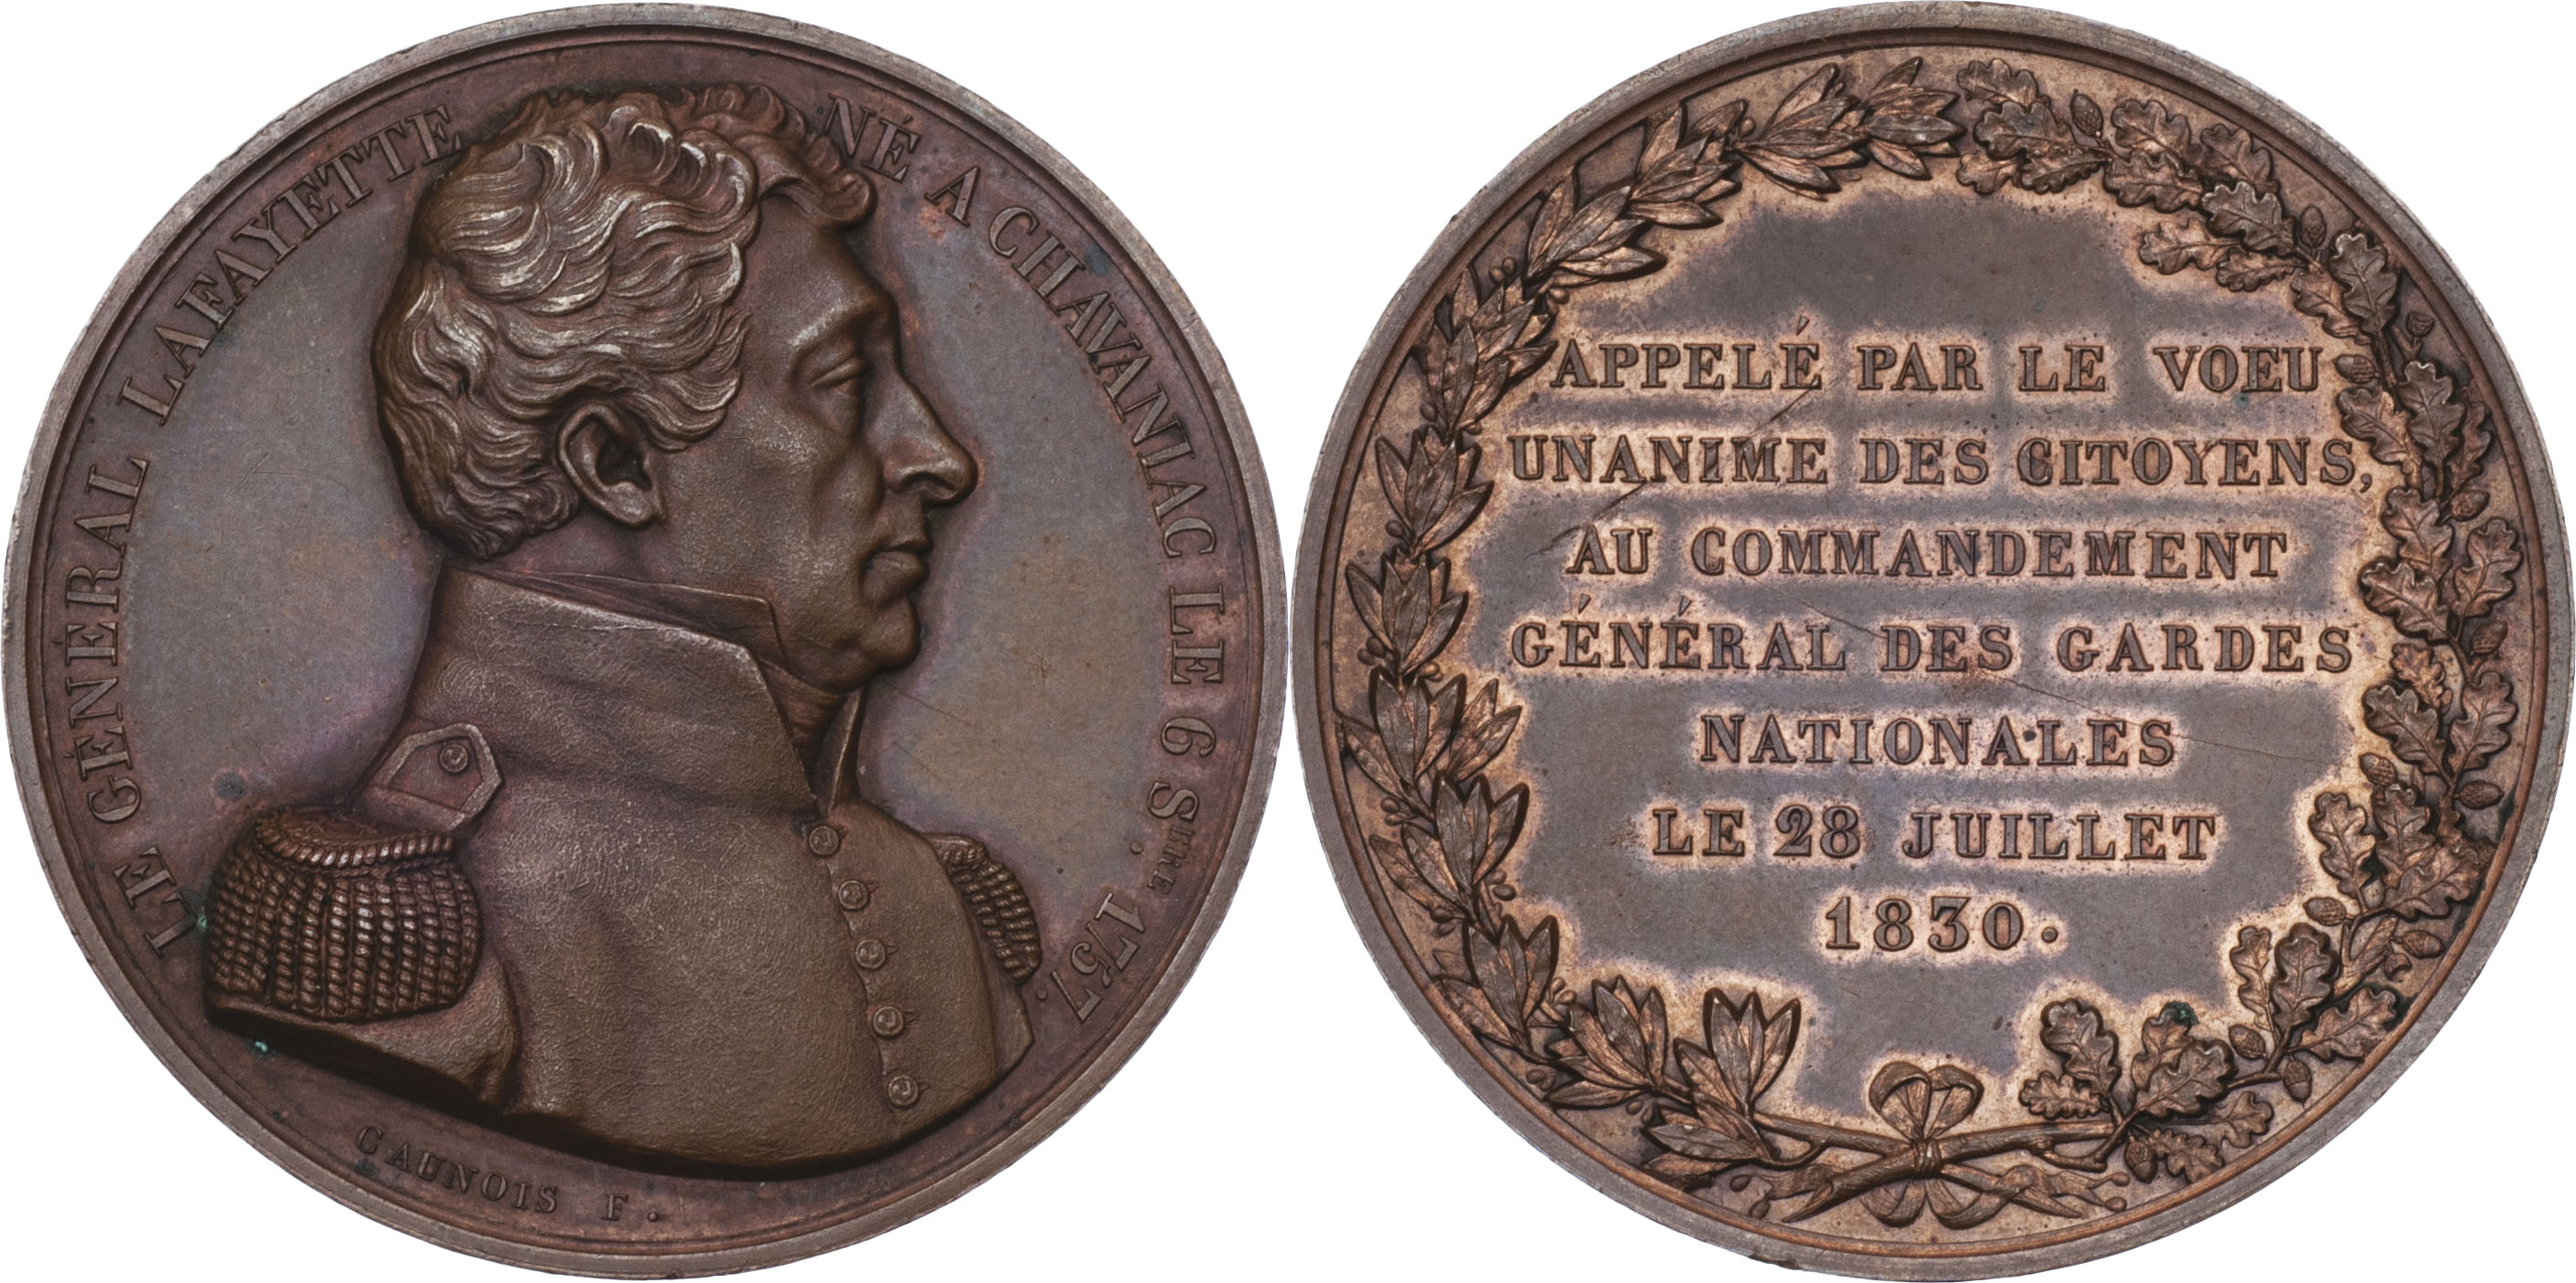 LE GÉNÉRAL LAFAYETTE NÉ A CHAVANIAC LE 6 SBRE. 1757.
CAUNOIS F.
APPELÉ PAR LE VOEU
UNANIME DES CITOYENS,
AU COMMANDEMENT
GÉNÉRAL DES GARDES
NATIONALES
LE 28 JUILLET
1830.